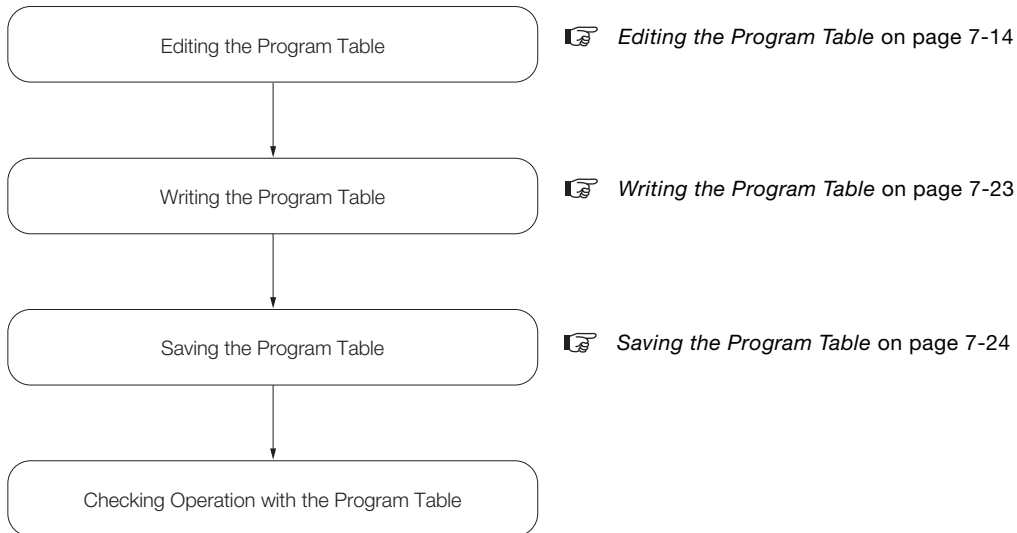 Editing the Program Table
Editing the Program Table on page 7-14
Writing the Program Table
Writing the Program Table on page 7-23
Saving the Program Table
Saving the Program Table on page 7-24
Checking Operation with the Program Table